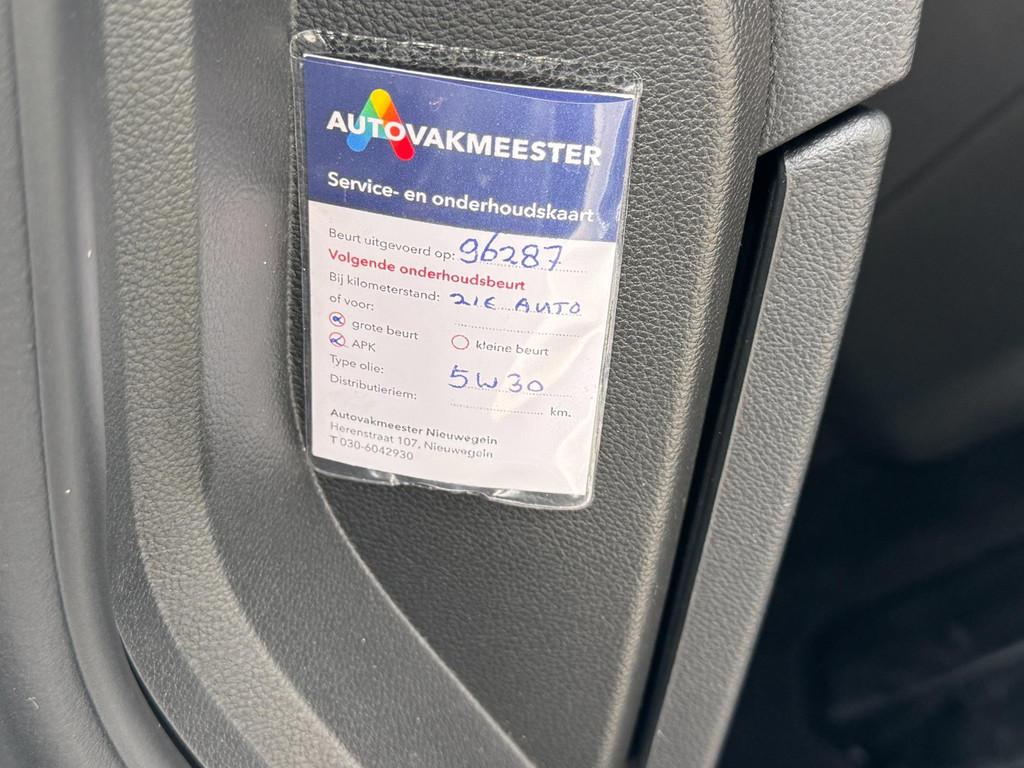 AUTOVAKMEESTER
Service- en onderhoudskaart
Beurt uitgevoerd op: 96287
Volgende onderhoudsbeurt
Bij kilometerstand: ZIE AUTO
of voor:
grote beurt kleine beurt
APK
Type olie: 5W30
Distributieriem: km.
Autovakmeester Nieuwegein
Herenstraat 107, Nieuwegein
T 030-6042930